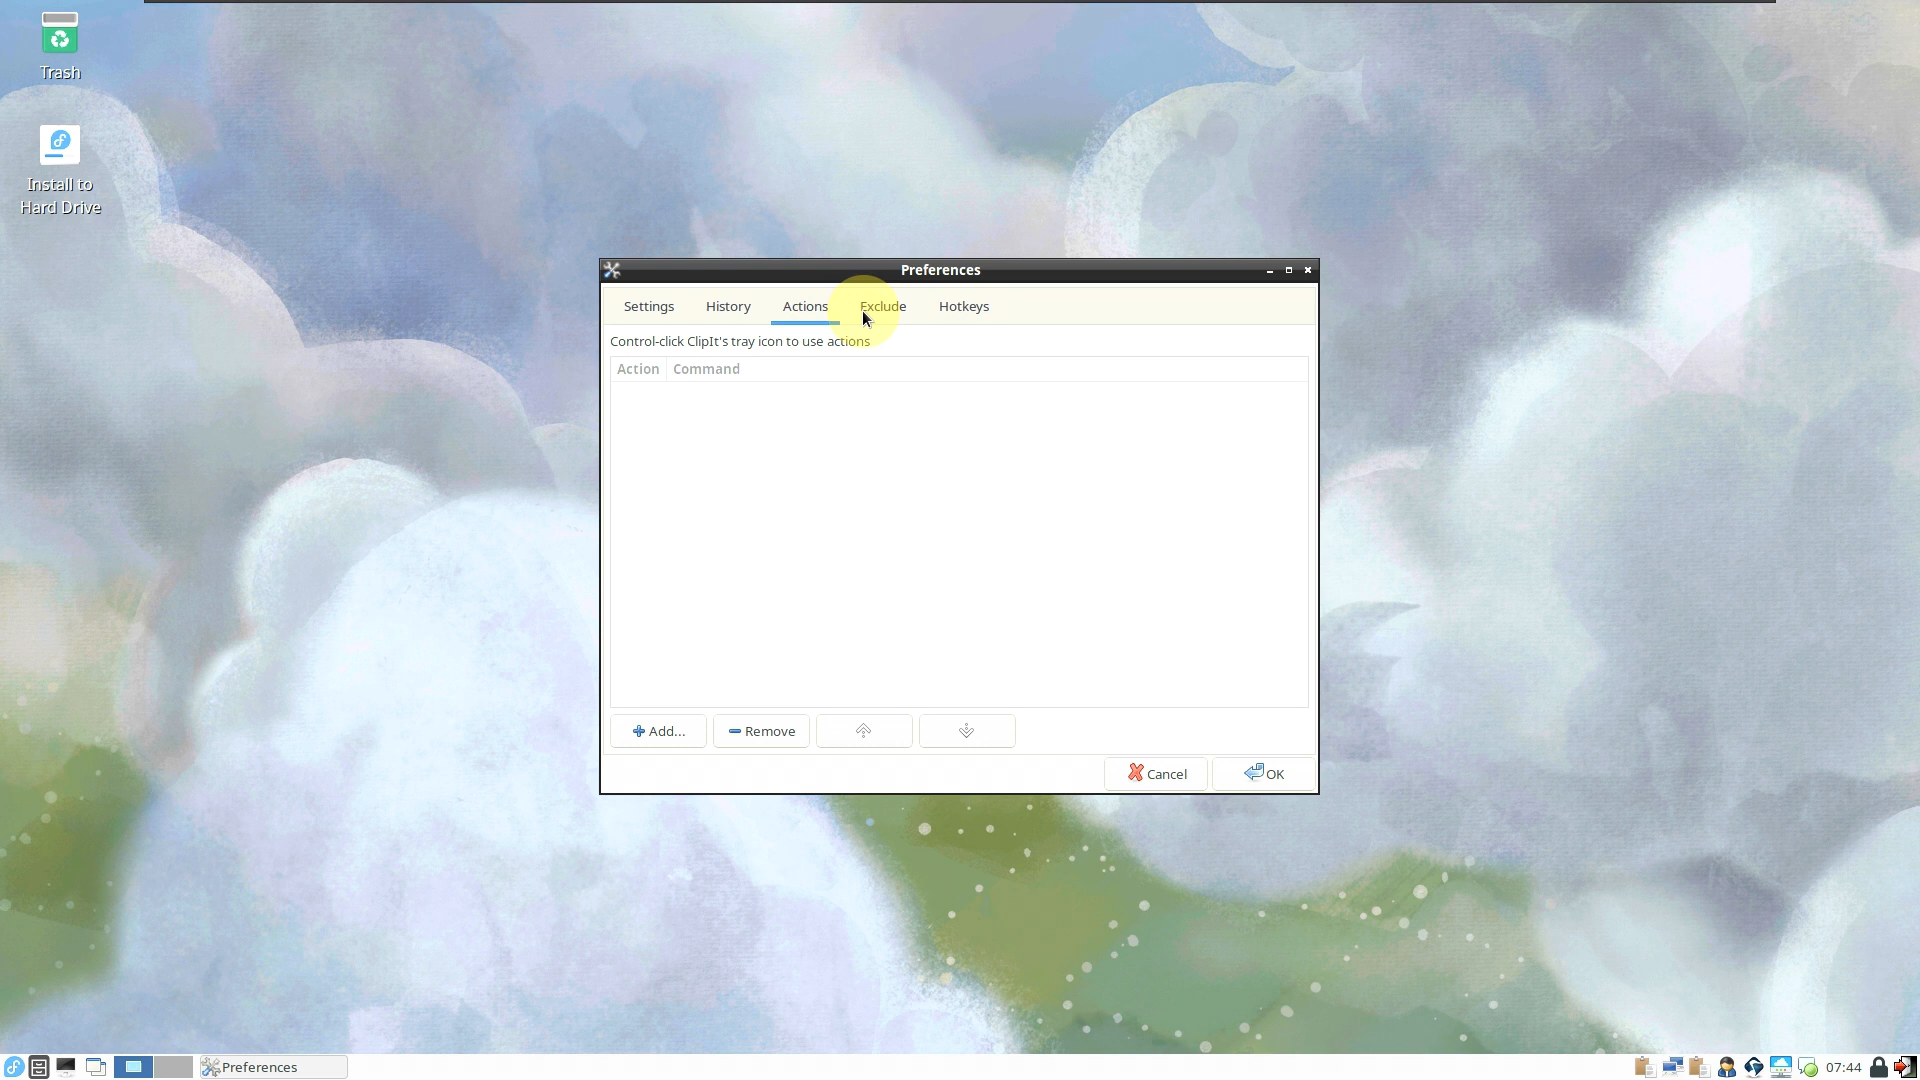 Trash
Install to
Hard Drive
Preferences
Settings
History
Actions
Exclude
Hotkeys
Control-click ClipIt's tray icon to use actions
Action
Command
Add...
Remove
Cancel
OK
Preferences
07:44